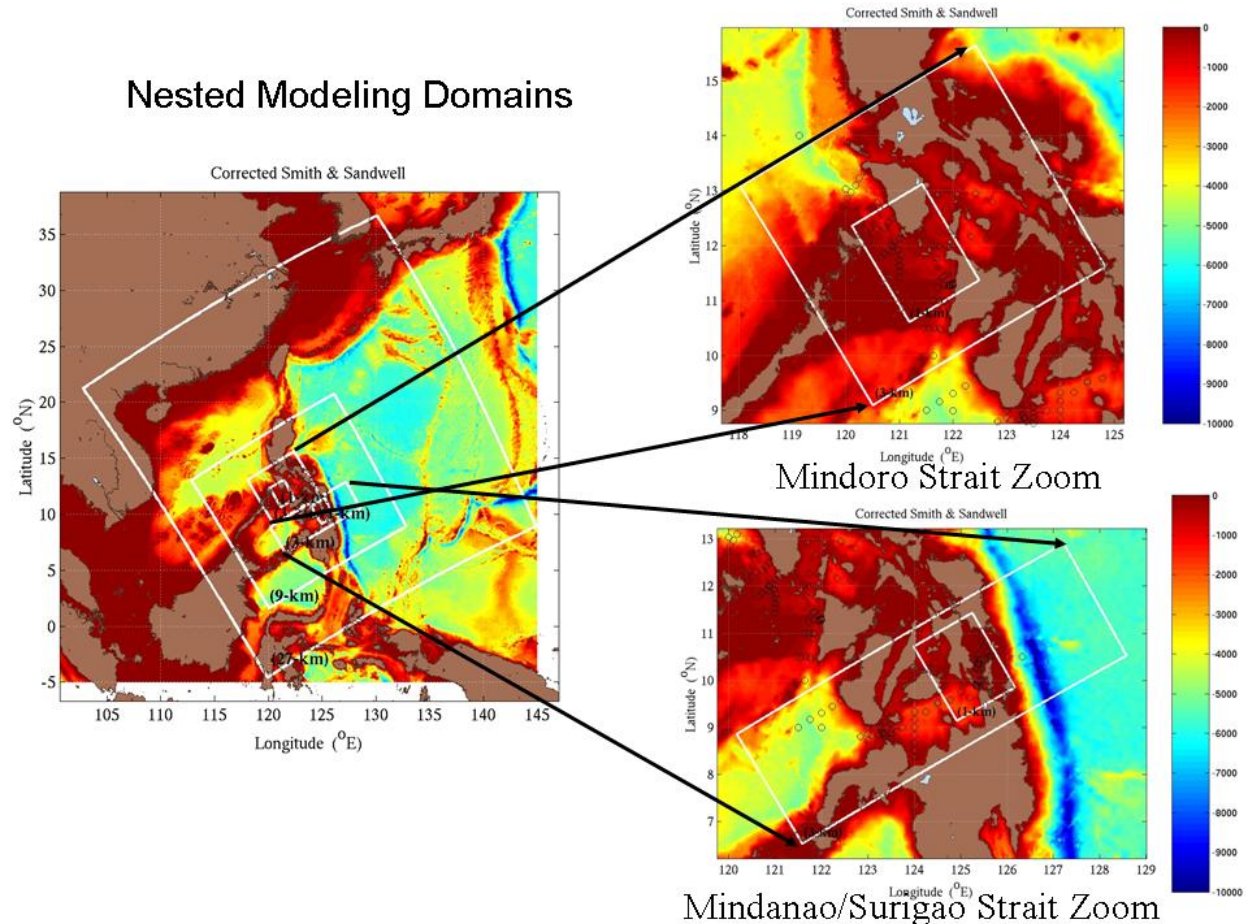 Nested Modeling Domains
Corrected Smith & Sandwell
35
30
25
20
15
10
5
0
-5
Latitude (°N)
(3-km)
(9-km)
(27-km)
105 110 115 120 125 130 135 140 145
Longitude (°E)
Corrected Smith & Sandwell
15
14
13
12
11
10
9
Latitude (°N)
(3-km)
118 119 120 121 122 123 124 125
Longitude (°E)
0
-1000
-2000
-3000
-4000
-5000
-6000
-7000
-8000
-9000
-10000
Mindoro Strait Zoom
Corrected Smith & Sandwell
13
12
11
10
9
8
7
Latitude (°N)
(1-km)
120 121 122 123 124 125 126 127 128 129
Longitude (°E)
0
-1000
-2000
-3000
-4000
-5000
-6000
-7000
-8000
-9000
-10000
Mindanao/Surigao Strait Zoom